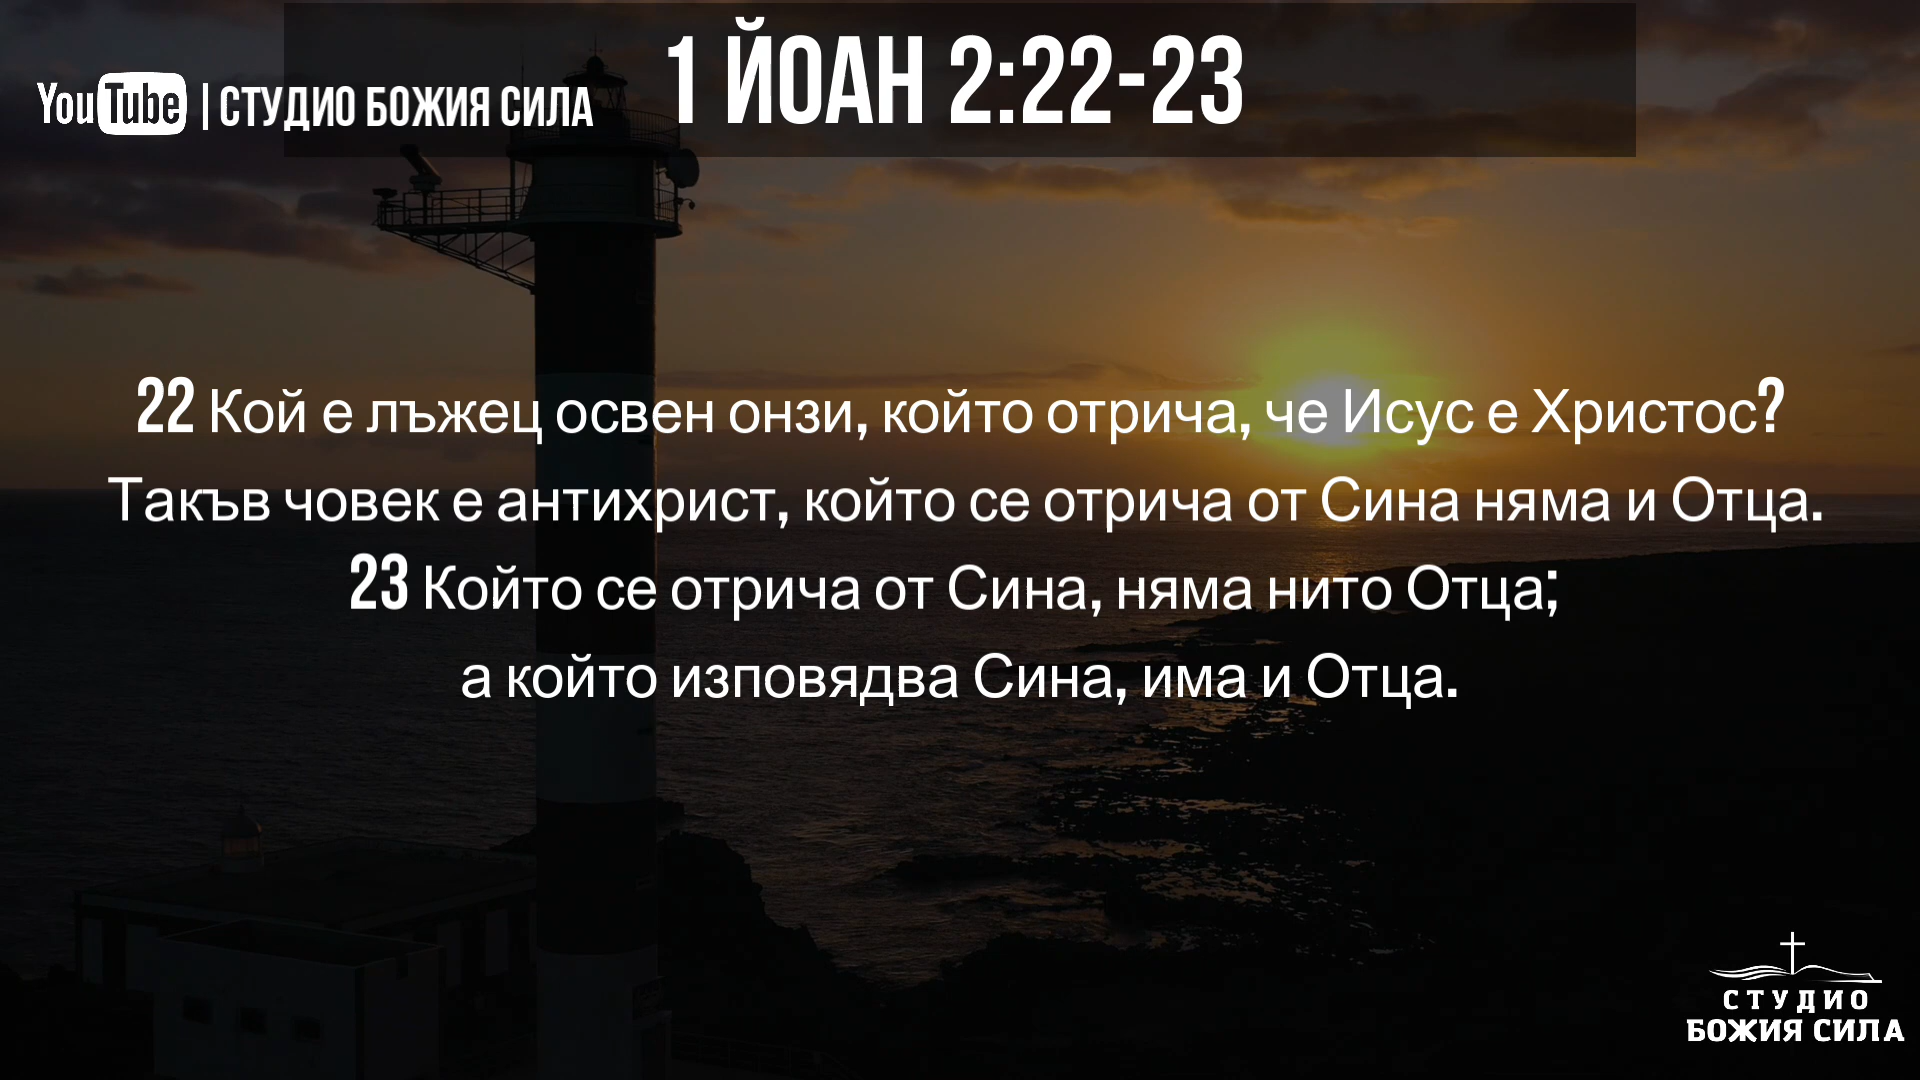 1 ЙОАН 2:22-23
YouTube | СТУДИО БОЖИЯ СИЛА
22 Кой е лъжец освен онзи, който отрича, че Исус е Христос?
Такъв човек е антихрист, който се отрича от Сина няма и Отца.
23 Който се отрича от Сина, няма нито Отца;
а който изповядва Сина, има и Отца.
СТУДИО
БОЖИЯ СИЛА